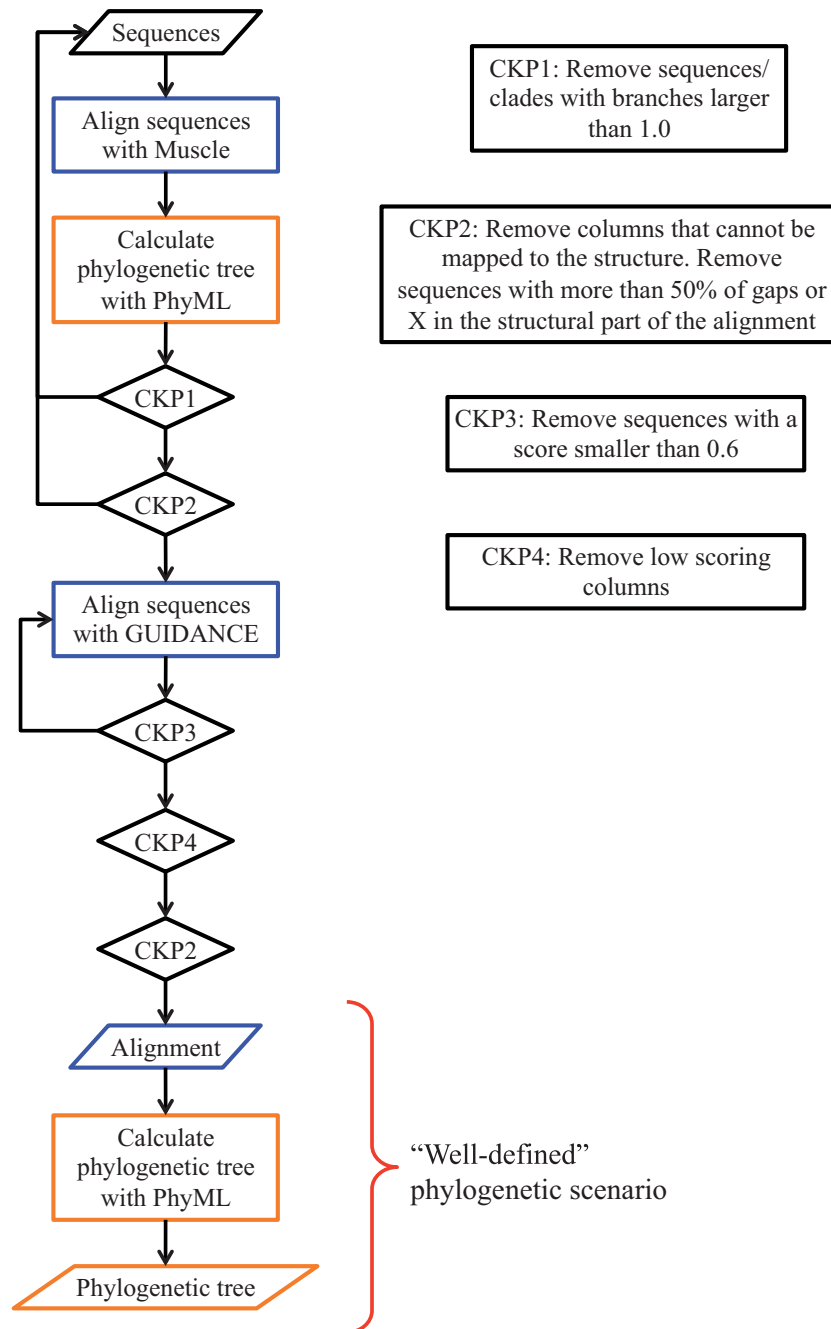 Sequences
Align sequences
with Muscle
Calculate
phylogenetic tree
with PhyML
CKP1
CKP2
Align sequences
with GUIDANCE
CKP3
CKP4
CKP2
Alignment
Calculate
phylogenetic tree
with PhyML
Phylogenetic tree
CKP1: Remove sequences/
clades with branches larger
than 1.0
CKP2: Remove columns that cannot be
mapped to the structure. Remove
sequences with more than 50% of gaps or
X in the structural part of the alignment
CKP3: Remove sequences with a
score smaller than 0.6
CKP4: Remove low scoring
columns
“Well-defined”
phylogenetic scenario